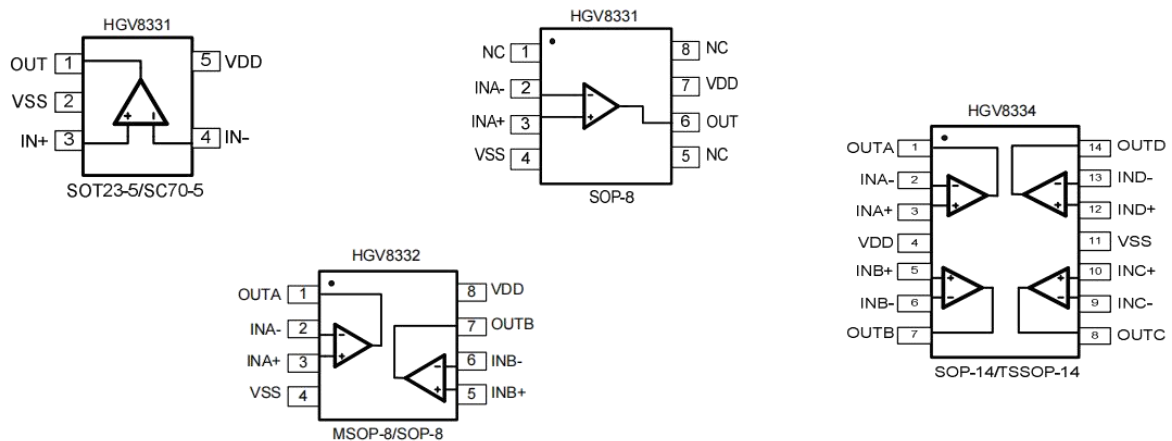 HGV8331
OUT 1 5 VDD
VSS 2
IN+ 3 + - 4 IN-
SOT23-5/SC70-5
HGV8331
NC 1 8 NC
INA- 2 - 7 VDD
INA+ 3 + 6 OUT
VSS 4 5 NC
SOP-8
HGV8332
OUTA 1 8 VDD
INA- 2 - 7 OUTB
INA+ 3 + - 6 INB-
VSS 4 + 5 INB+
MSOP-8/SOP-8
HGV8334
OUTA 1 14 OUTD
INA- 2 - - 13 IND-
INA+ 3 + + 12 IND+
VDD 4 11 VSS
INB+ 5 + + 10 INC+
INB- 6 - - 9 INC-
OUTB 7 8 OUTC
SOP-14/TSSOP-14